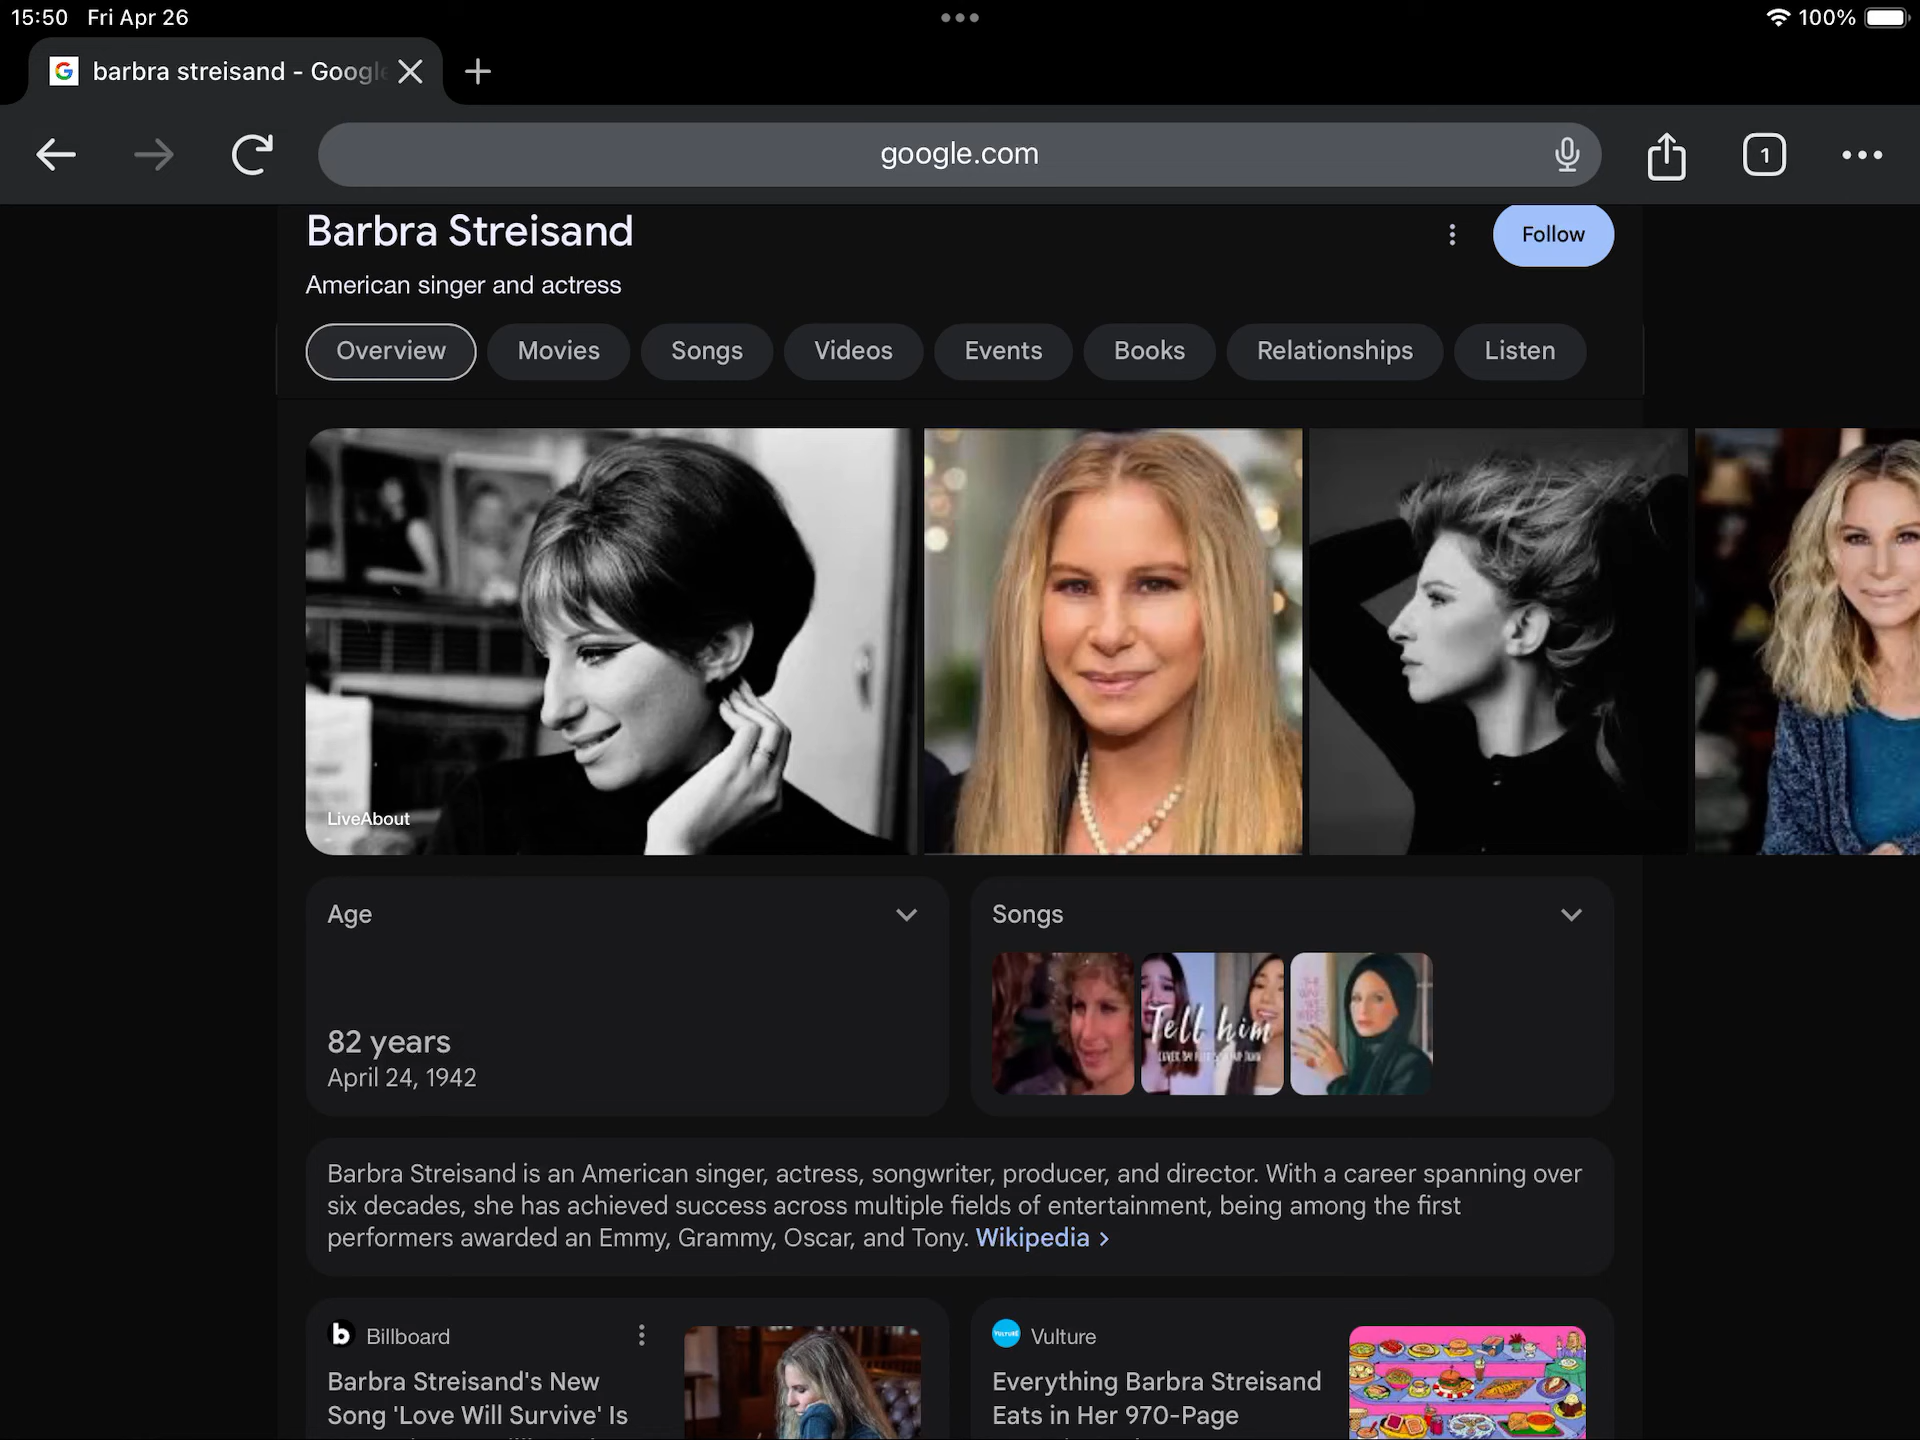 15:50 Fri Apr 26
100%
barbra streisand - Google
google.com
1
Barbra Streisand
Follow
American singer and actress
Overview
Movies
Songs
Videos
Events
Books
Relationships
Listen
LiveAbout
Age
82 years
April 24, 1942
Songs
Tell him
Barbra Streisand is an American singer, actress, songwriter, producer, and director. With a career spanning over
six decades, she has achieved success across multiple fields of entertainment, being among the first
performers awarded an Emmy, Grammy, Oscar, and Tony. Wikipedia >
b Billboard
Barbra Streisand's New
Song 'Love Will Survive' Is
VULTURE Vulture
Everything Barbra Streisand
Eats in Her 970-Page